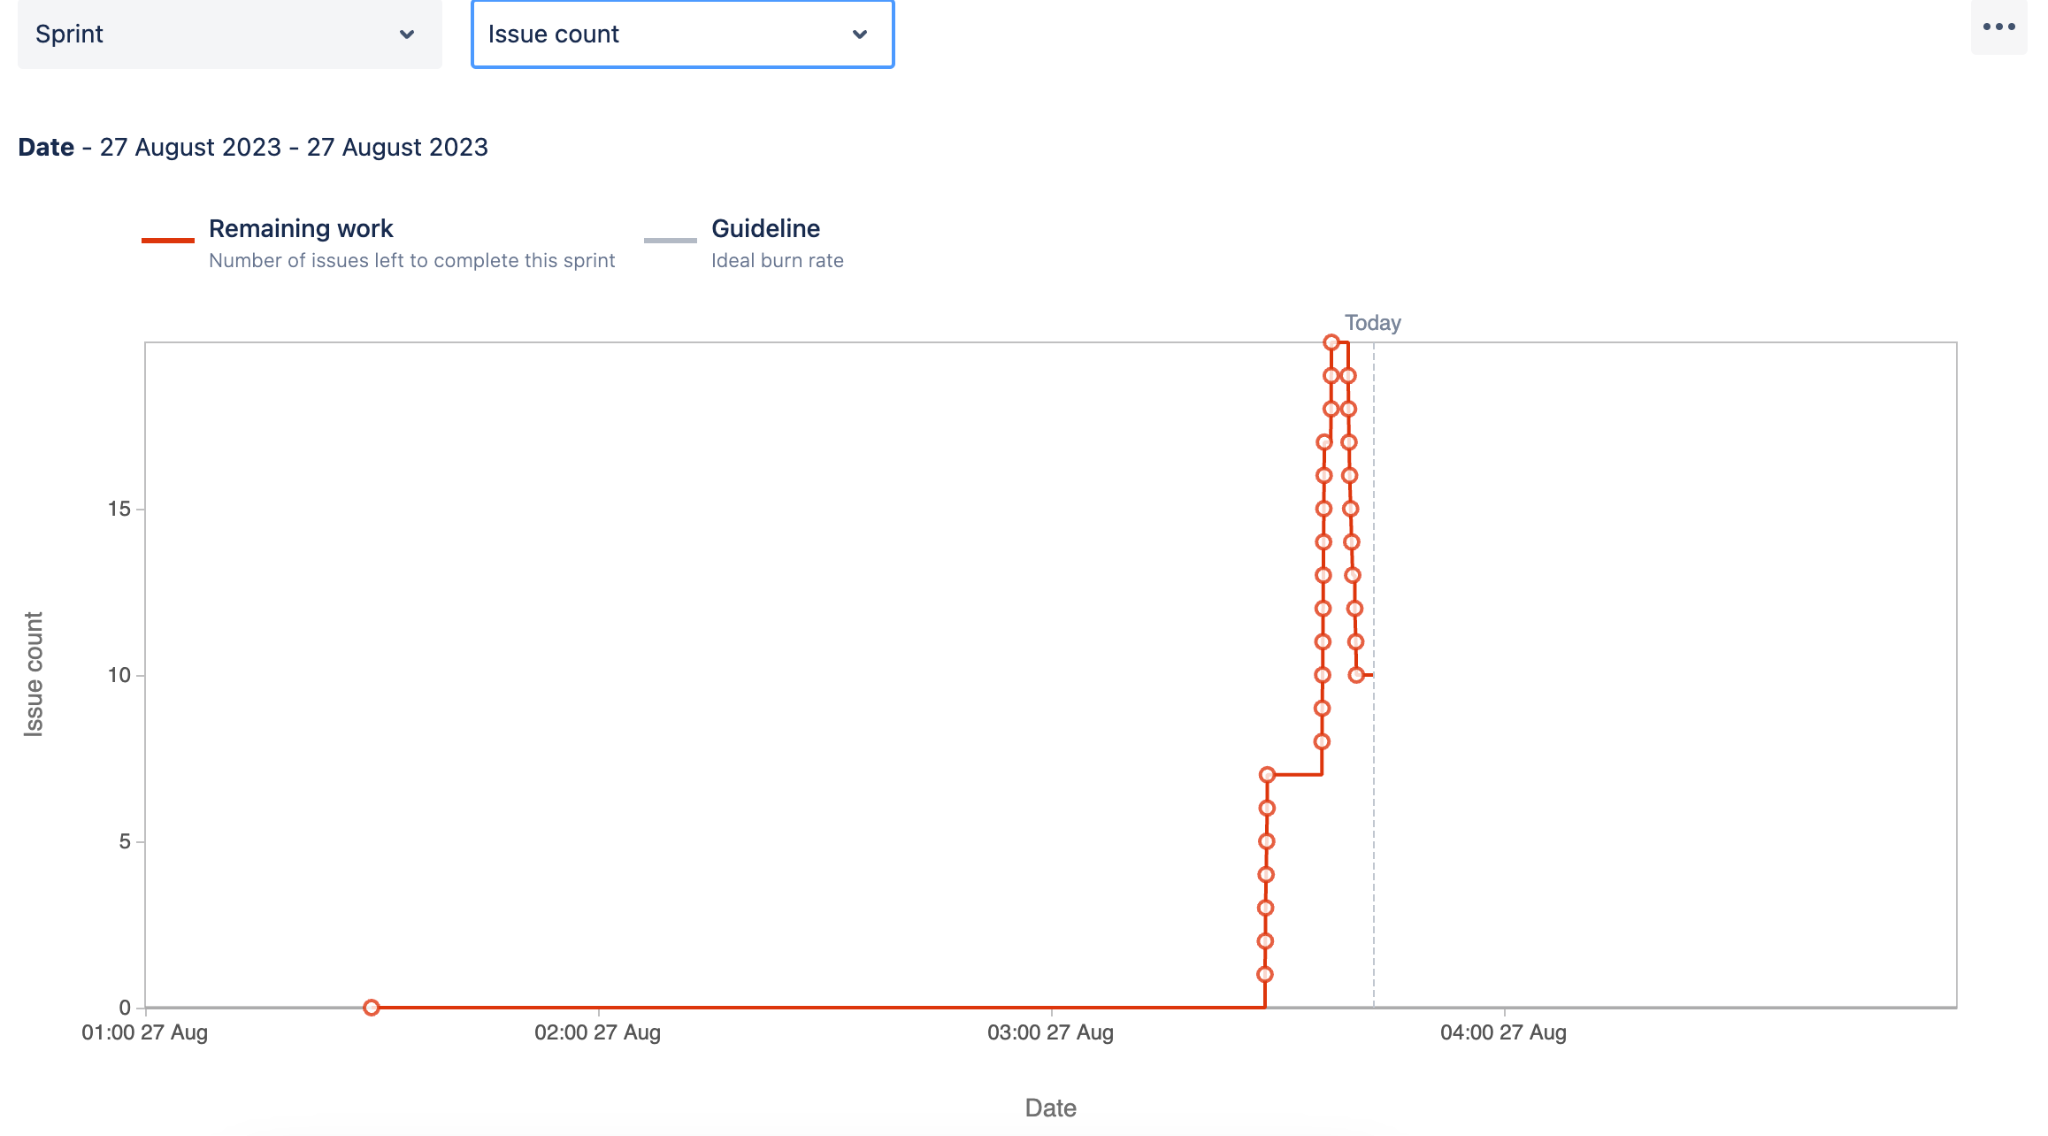 Sprint
Issue count
Date - 27 August 2023 - 27 August 2023
Remaining work
Number of issues left to complete this sprint
Guideline
Ideal burn rate
Today
15
10
5
0
Issue count
01:00 27 Aug
02:00 27 Aug
03:00 27 Aug
04:00 27 Aug
Date